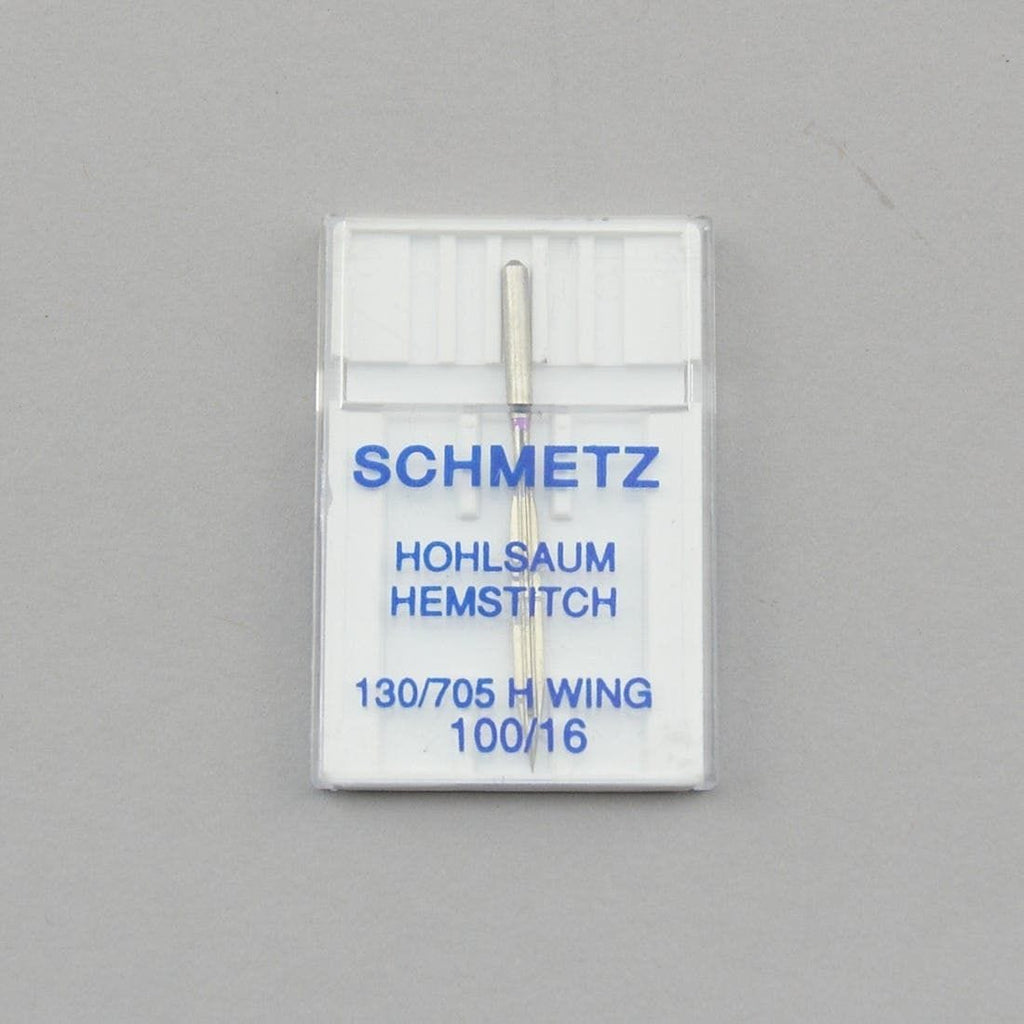 SCHMETZ
HOHLSAUM
HEMSTITCH
130/705 H WING
100/16